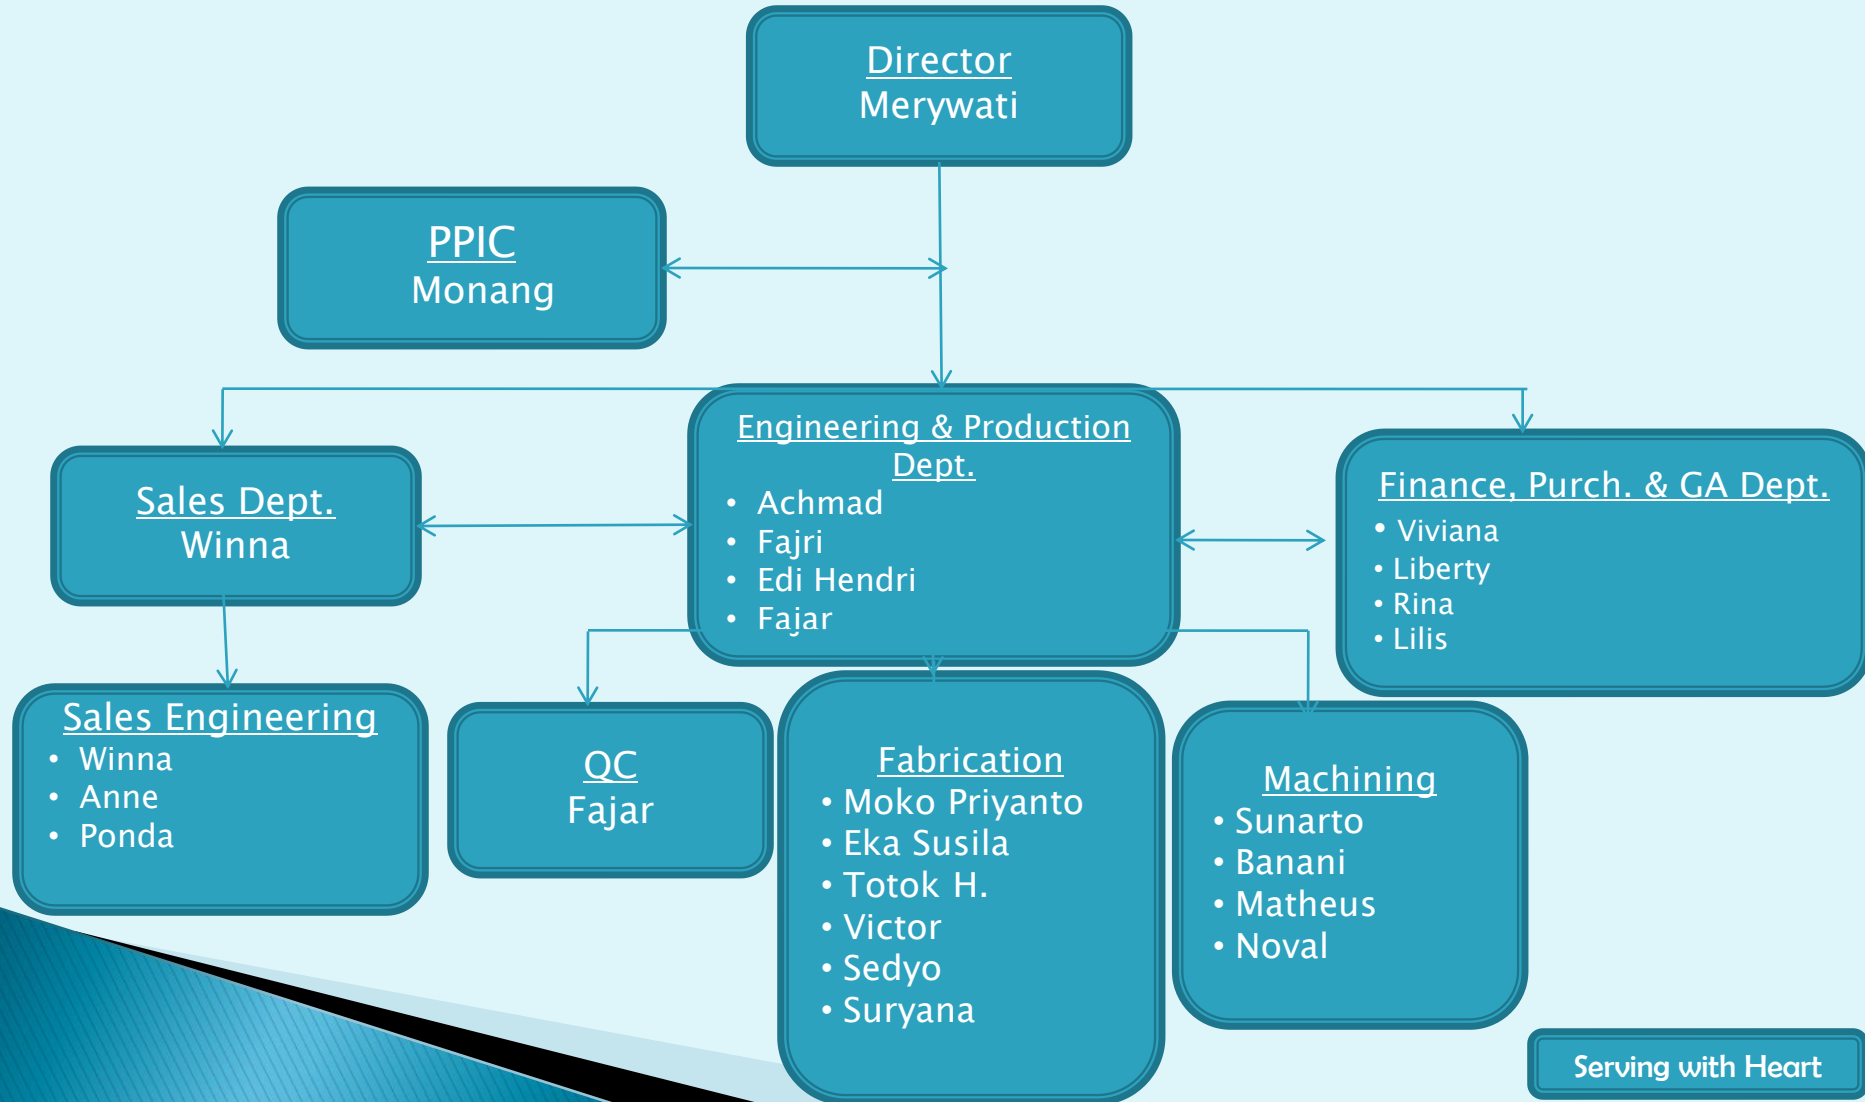 Director
Merywati
PPIC
Monang
Engineering & Production
Dept.
• Achmad
• Fajri
• Edi Hendri
• Fajar
Sales Dept.
Winna
Finance, Purch. & GA Dept.
• Viviana
• Liberty
• Rina
• Lilis
Sales Engineering
• Winna
• Anne
• Ponda
QC
Fajar
Fabrication
• Moko Priyanto
• Eka Susila
• Totok H.
• Victor
• Sedyo
• Suryana
Machining
• Sunarto
• Banani
• Matheus
• Noval
Serving with Heart